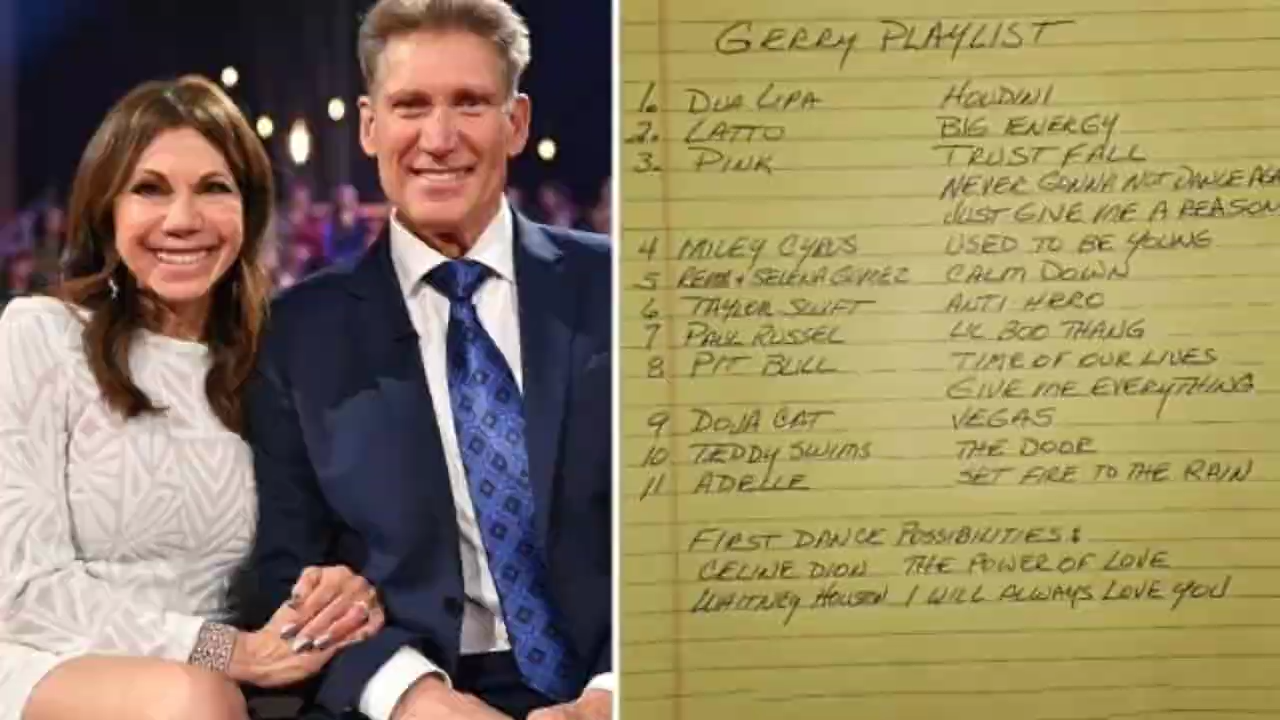 GERRY PLAYLIST
1. DUA LIPA HOUDINI
2. LATTO BIG ENERGY
3. PINK TRUST FALL
NEVER GONNA NOT DANCE AGA
JUST GIVE ME A REASON
4 MILEY CYRUS USED TO BE YOUNG
5 REMA + SELENA GOMEZ CALM DOWN
6 TAYLOR SWIFT ANTI HERO
7 PAUL RUSSEL LIL BOO THANG
8 PIT BULL TIME OF OUR LIVES
GIVE ME EVERYTHING
9 DOJA CAT VEGAS
10 TEDDY SWIMS THE DOOR
11 ADELLE SET FIRE TO THE RAIN
FIRST DANCE POSSIBILITIES:
CELINE DION THE POWER OF LOVE
WHITNEY HOUSTON I WILL ALWAYS LOVE YOU